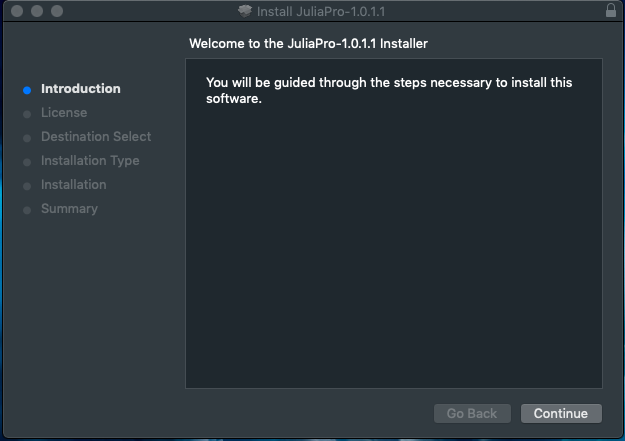 Install JuliaPro-1.0.1.1
Welcome to the JuliaPro-1.0.1.1 Installer
Introduction
License
Destination Select
Installation Type
Installation
Summary
You will be guided through the steps necessary to install this
software.
Go Back
Continue